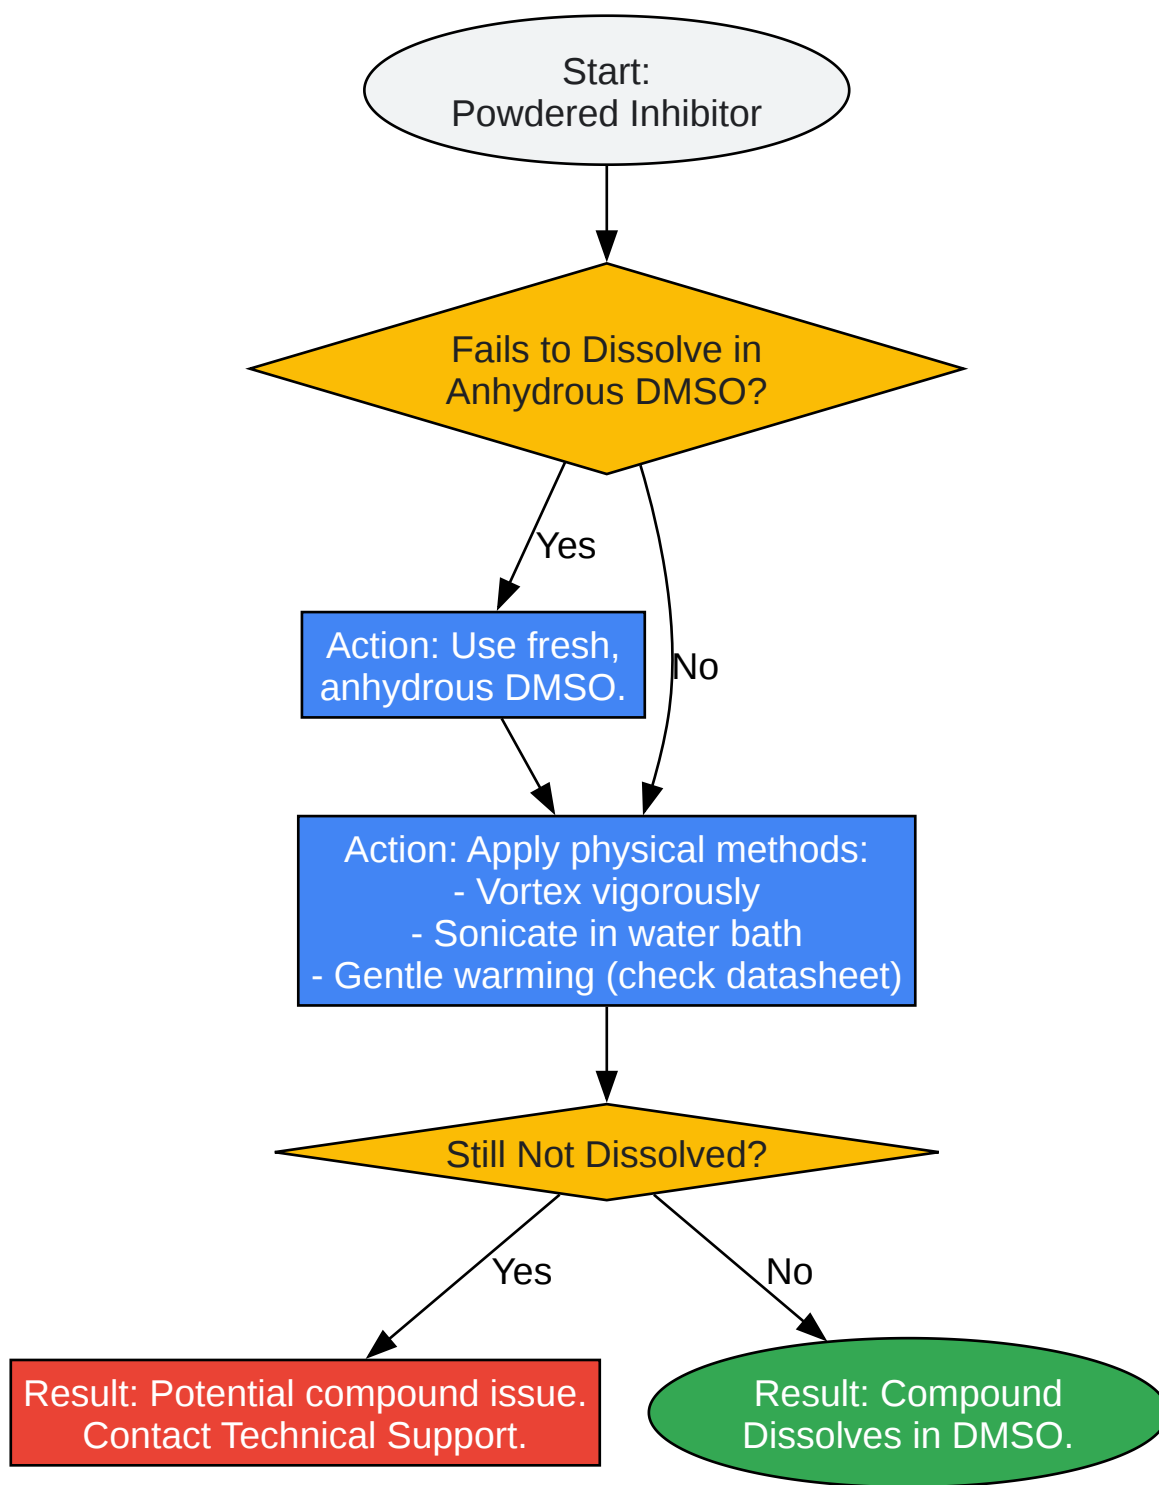 Start:
Powdered Inhibitor
Fails to Dissolve in
Anhydrous DMSO?
Yes
Action: Use fresh,
anhydrous DMSO.
No
Action: Apply physical methods:
- Vortex vigorously
- Sonicate in water bath
- Gentle warming (check datasheet)
Still Not Dissolved?
Yes
No
Result: Potential compound issue.
Contact Technical Support.
Result: Compound
Dissolves in DMSO.